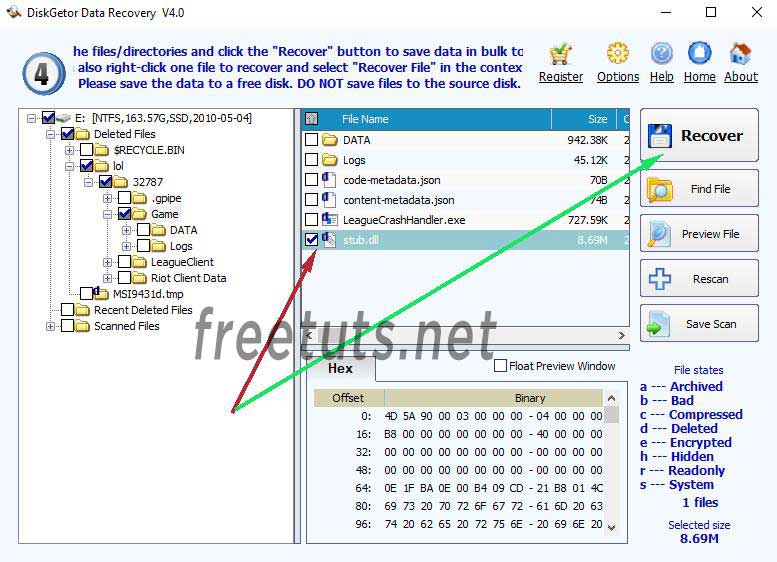 DiskGetor Data Recovery V4.0
4
he files/directories and click the "Recover" button to save data in bulk to
also right-click one file to recover and select "Recover File" in the contex
Please save the data to a free disk. DO NOT save files to the source disk.
Register
Options
Help
Home
About
E: [NTFS,163.57G,SSD,2010-05-04]
Deleted Files
$RECYCLE.BIN
lol
32787
.gpipe
Game
DATA
Logs
LeagueClient
Riot Client Data
MSI9431d.tmp
Recent Deleted Files
Scanned Files
File Name Size C
DATA 942.38K 2
Logs 45.12K 2
code-metadata.json 70B 2
content-metadata.json 74B 2
LeagueCrashHandler.exe 727.59K 2
stub.dll 8.69M 2
Recover
Find File
Preview File
Rescan
Save Scan
freetuts.net
Hex
Float Preview Window
Offset Binary
0: 4D 5A 90 00 03 00 00 00 - 04 00 00 00
16: B8 00 00 00 00 00 00 00 - 40 00 00 00
32: 00 00 00 00 00 00 00 00 - 00 00 00 00
48: 00 00 00 00 00 00 00 00 - 00 00 00 00
64: 0E 1F BA 0E 00 B4 09 CD - 21 B8 01 4C
80: 69 73 20 70 72 6F 67 72 - 61 6D 20 63
96: 74 20 62 65 20 72 75 6E - 20 69 6E 20
File states
a --- Archived
b --- Bad
c --- Compressed
d --- Deleted
e --- Encrypted
h --- Hidden
r --- Readonly
s --- System
1 files
Selected size
8.69M